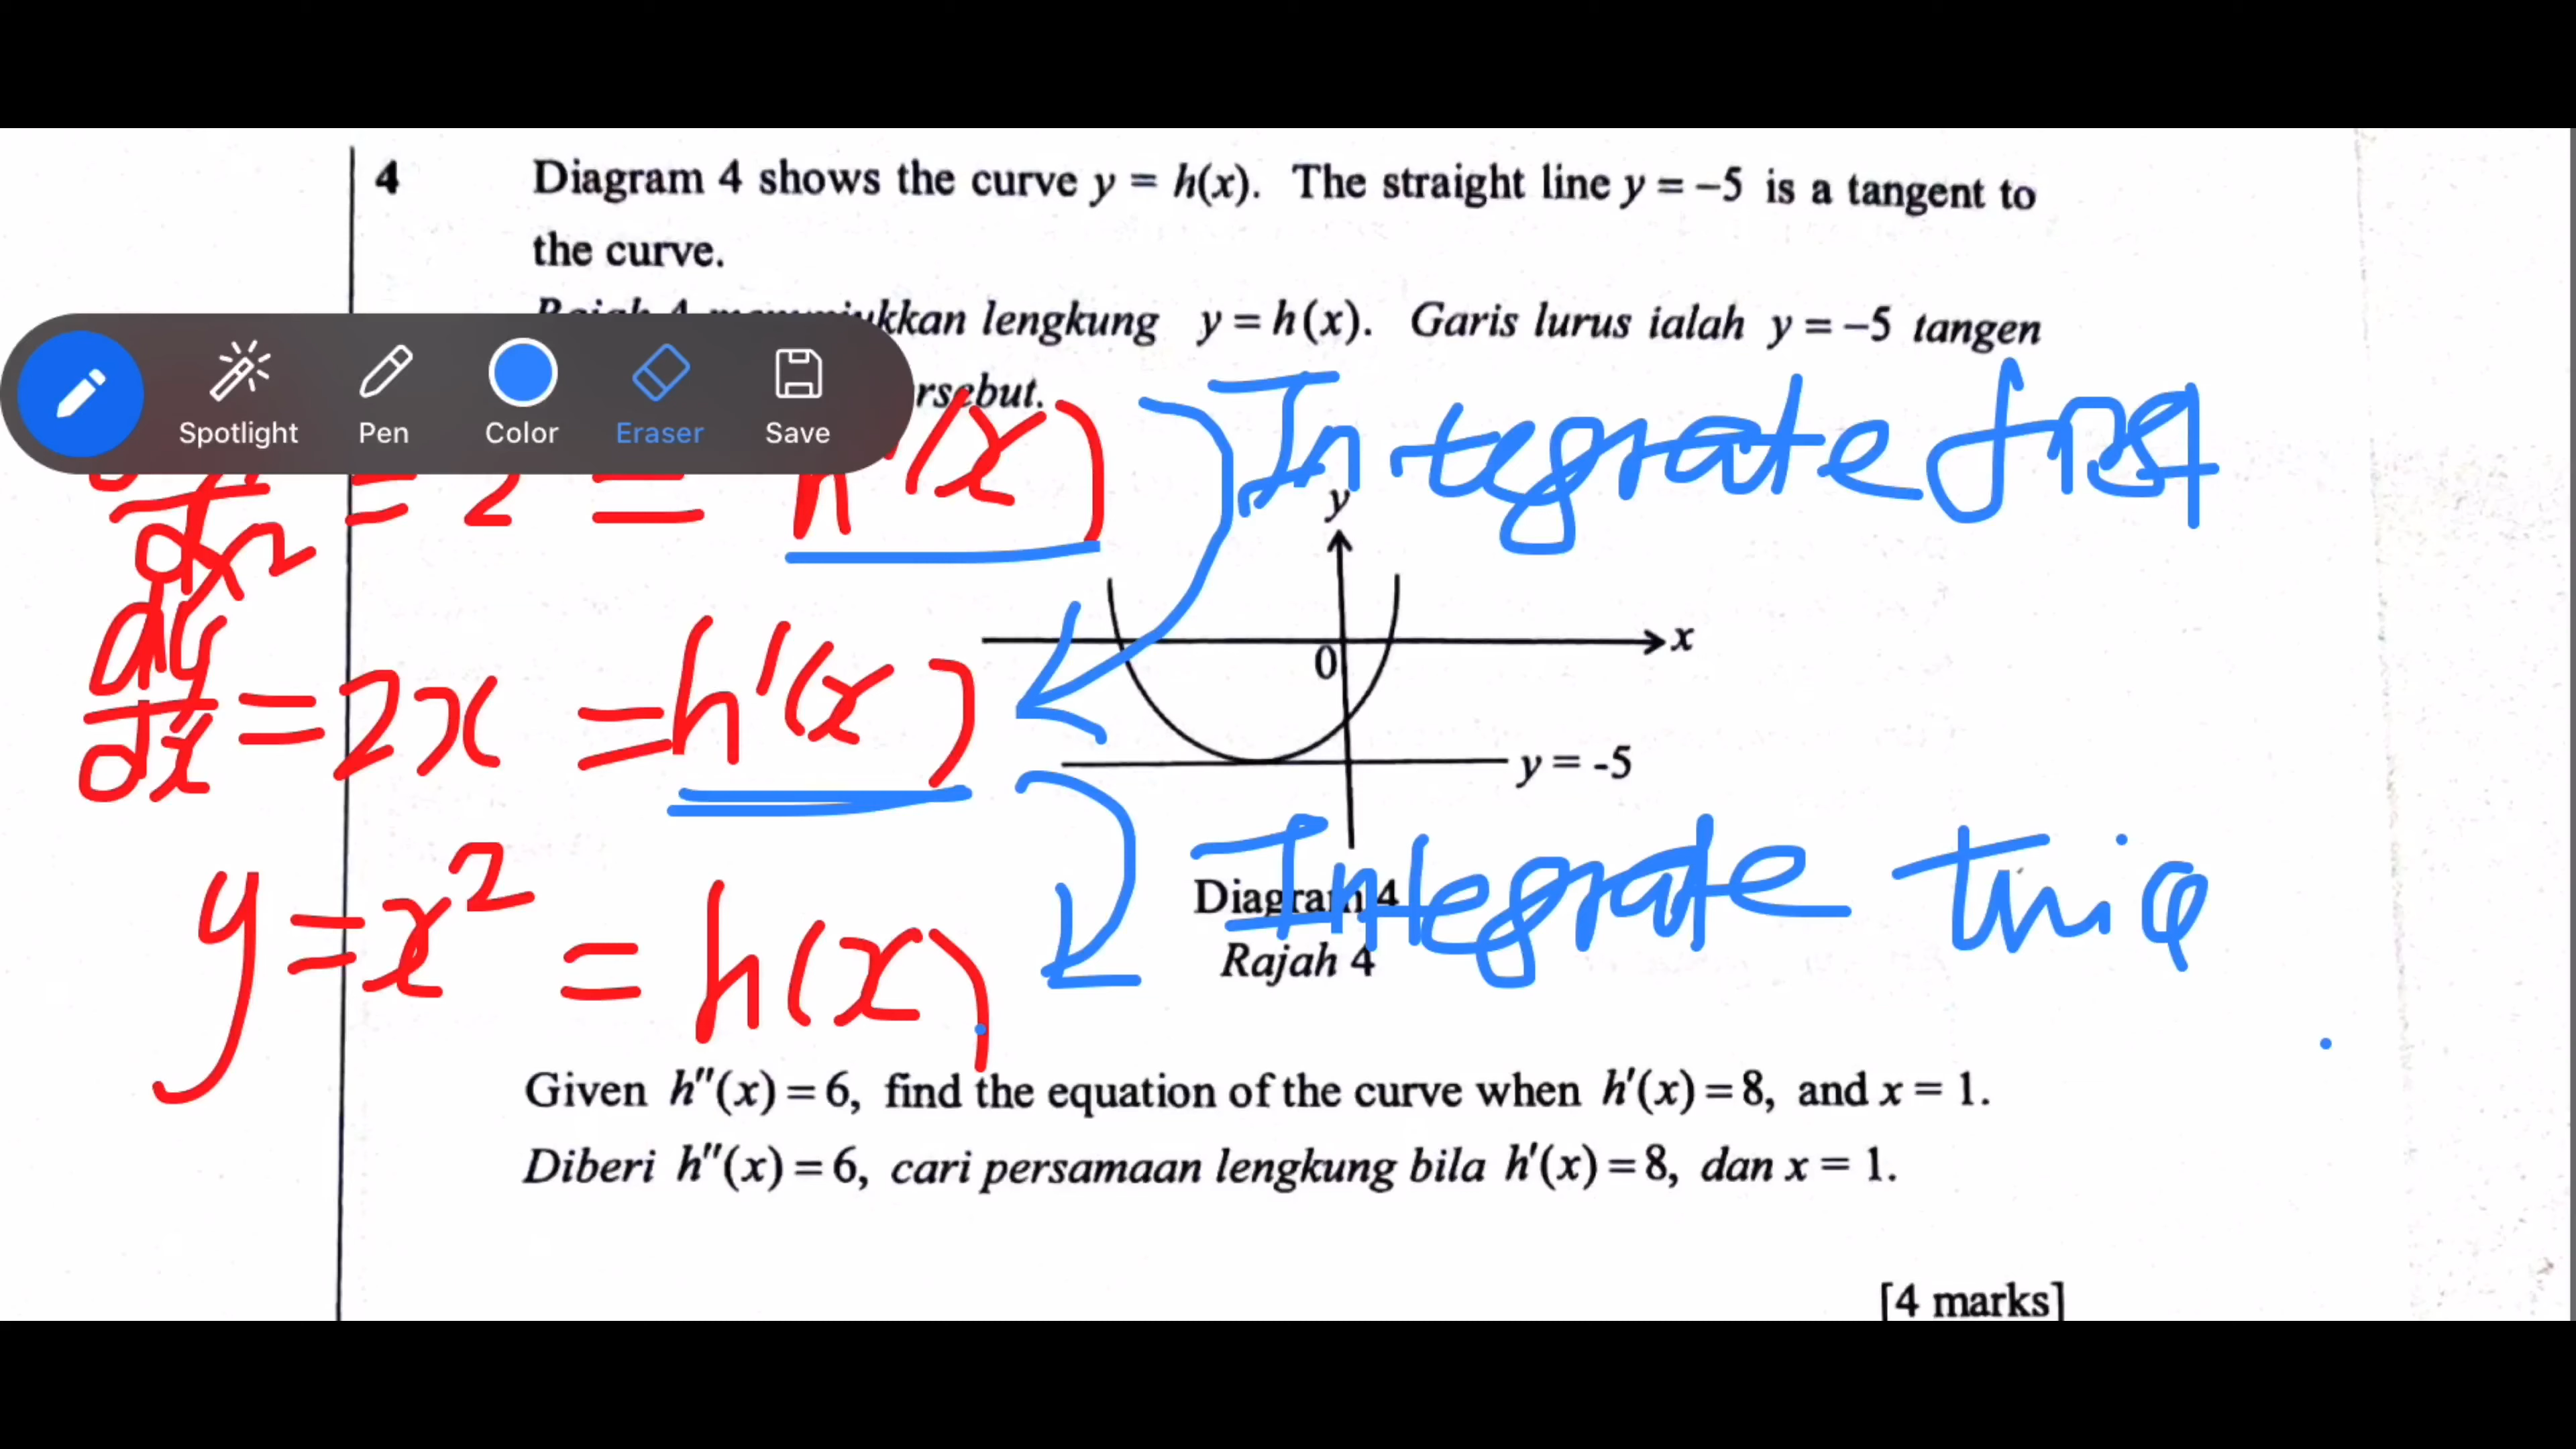 4 Diagram 4 shows the curve y = h(x). The straight line y = −5 is a tangent to
the curve.
kkan lengkung y = h(x). Garis lurus ialah y = −5 tangen
rsebut.
Spotlight Pen Color Eraser Save
Integrate first
= 2 = h''(x)
dx²
y
dy/dx = 2x = h'(x)
x
0
y = -5
y = x² = h(x)
Integrate
Diagram 4
Rajah 4
Given h″(x) = 6, find the equation of the curve when h′(x) = 8, and x = 1.
Diberi h″(x) = 6, cari persamaan lengkung bila h′(x) = 8, dan x = 1.
[4 marks]